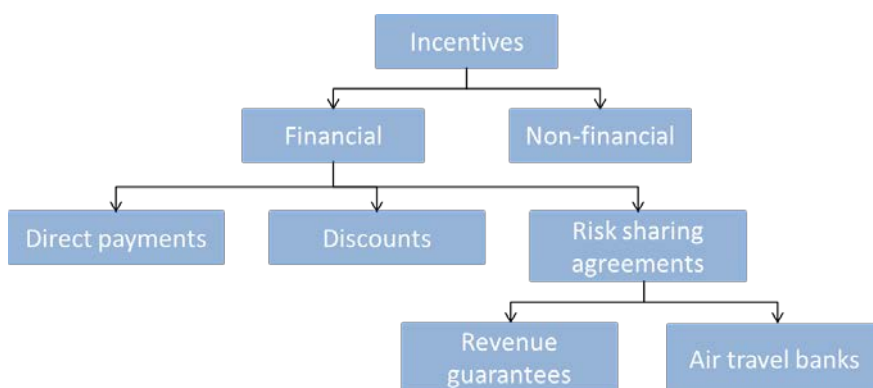 Incentives
Financial
Non-financial
Direct payments
Discounts
Risk sharing
agreements
Revenue
guarantees
Air travel banks